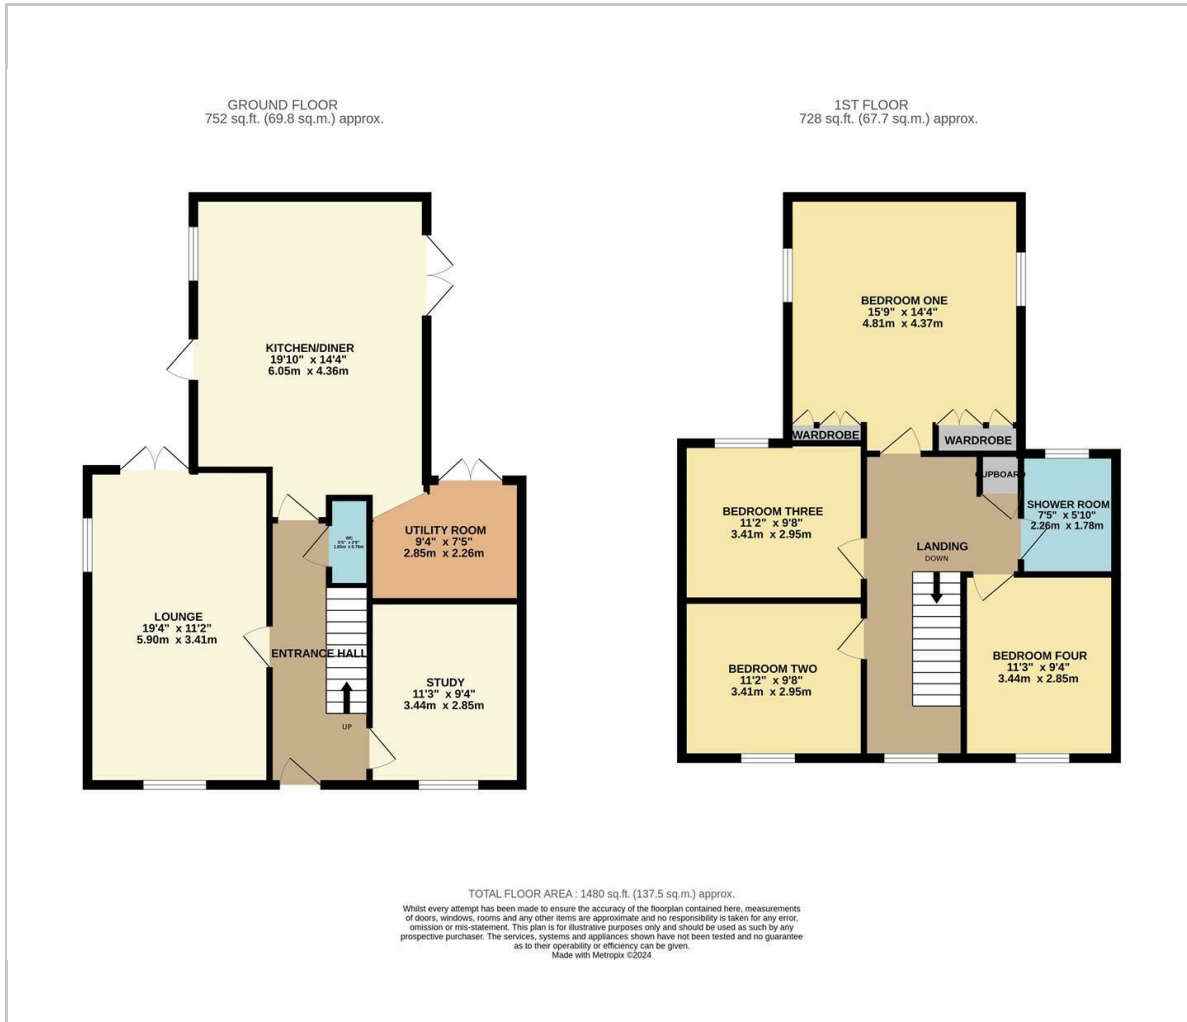 GROUND FLOOR
752 sq.ft. (69.8 sq.m.) approx.
1ST FLOOR
728 sq.ft. (67.7 sq.m.) approx.
KITCHEN/DINER
19'10" x 14'4"
6.05m x 4.36m
UTILITY ROOM
9'4" x 7'5"
2.85m x 2.26m
WC
LOUNGE
19'4" x 11'2"
5.90m x 3.41m
ENTRANCE HALL
STUDY
11'3" x 9'4"
3.44m x 2.85m
UP
BEDROOM ONE
15'9" x 14'4"
4.81m x 4.37m
WARDROBE
WARDROBE
CUPBOARD
BEDROOM THREE
11'2" x 9'8"
3.41m x 2.95m
SHOWER ROOM
7'5" x 5'10"
2.26m x 1.78m
LANDING
DOWN
BEDROOM TWO
11'2" x 9'8"
3.41m x 2.95m
BEDROOM FOUR
11'3" x 9'4"
3.44m x 2.85m
TOTAL FLOOR AREA : 1480 sq.ft. (137.5 sq.m.) approx.
Whilst every attempt has been made to ensure the accuracy of the floorplan contained here, measurements
of doors, windows, rooms and any other items are approximate and no responsibility is taken for any error,
omission or mis-statement. This plan is for illustrative purposes only and should be used as such by any
prospective purchaser. The services, systems and appliances shown have not been tested and no guarantee
as to their operability or efficiency can be given.
Made with Metropix ©2024